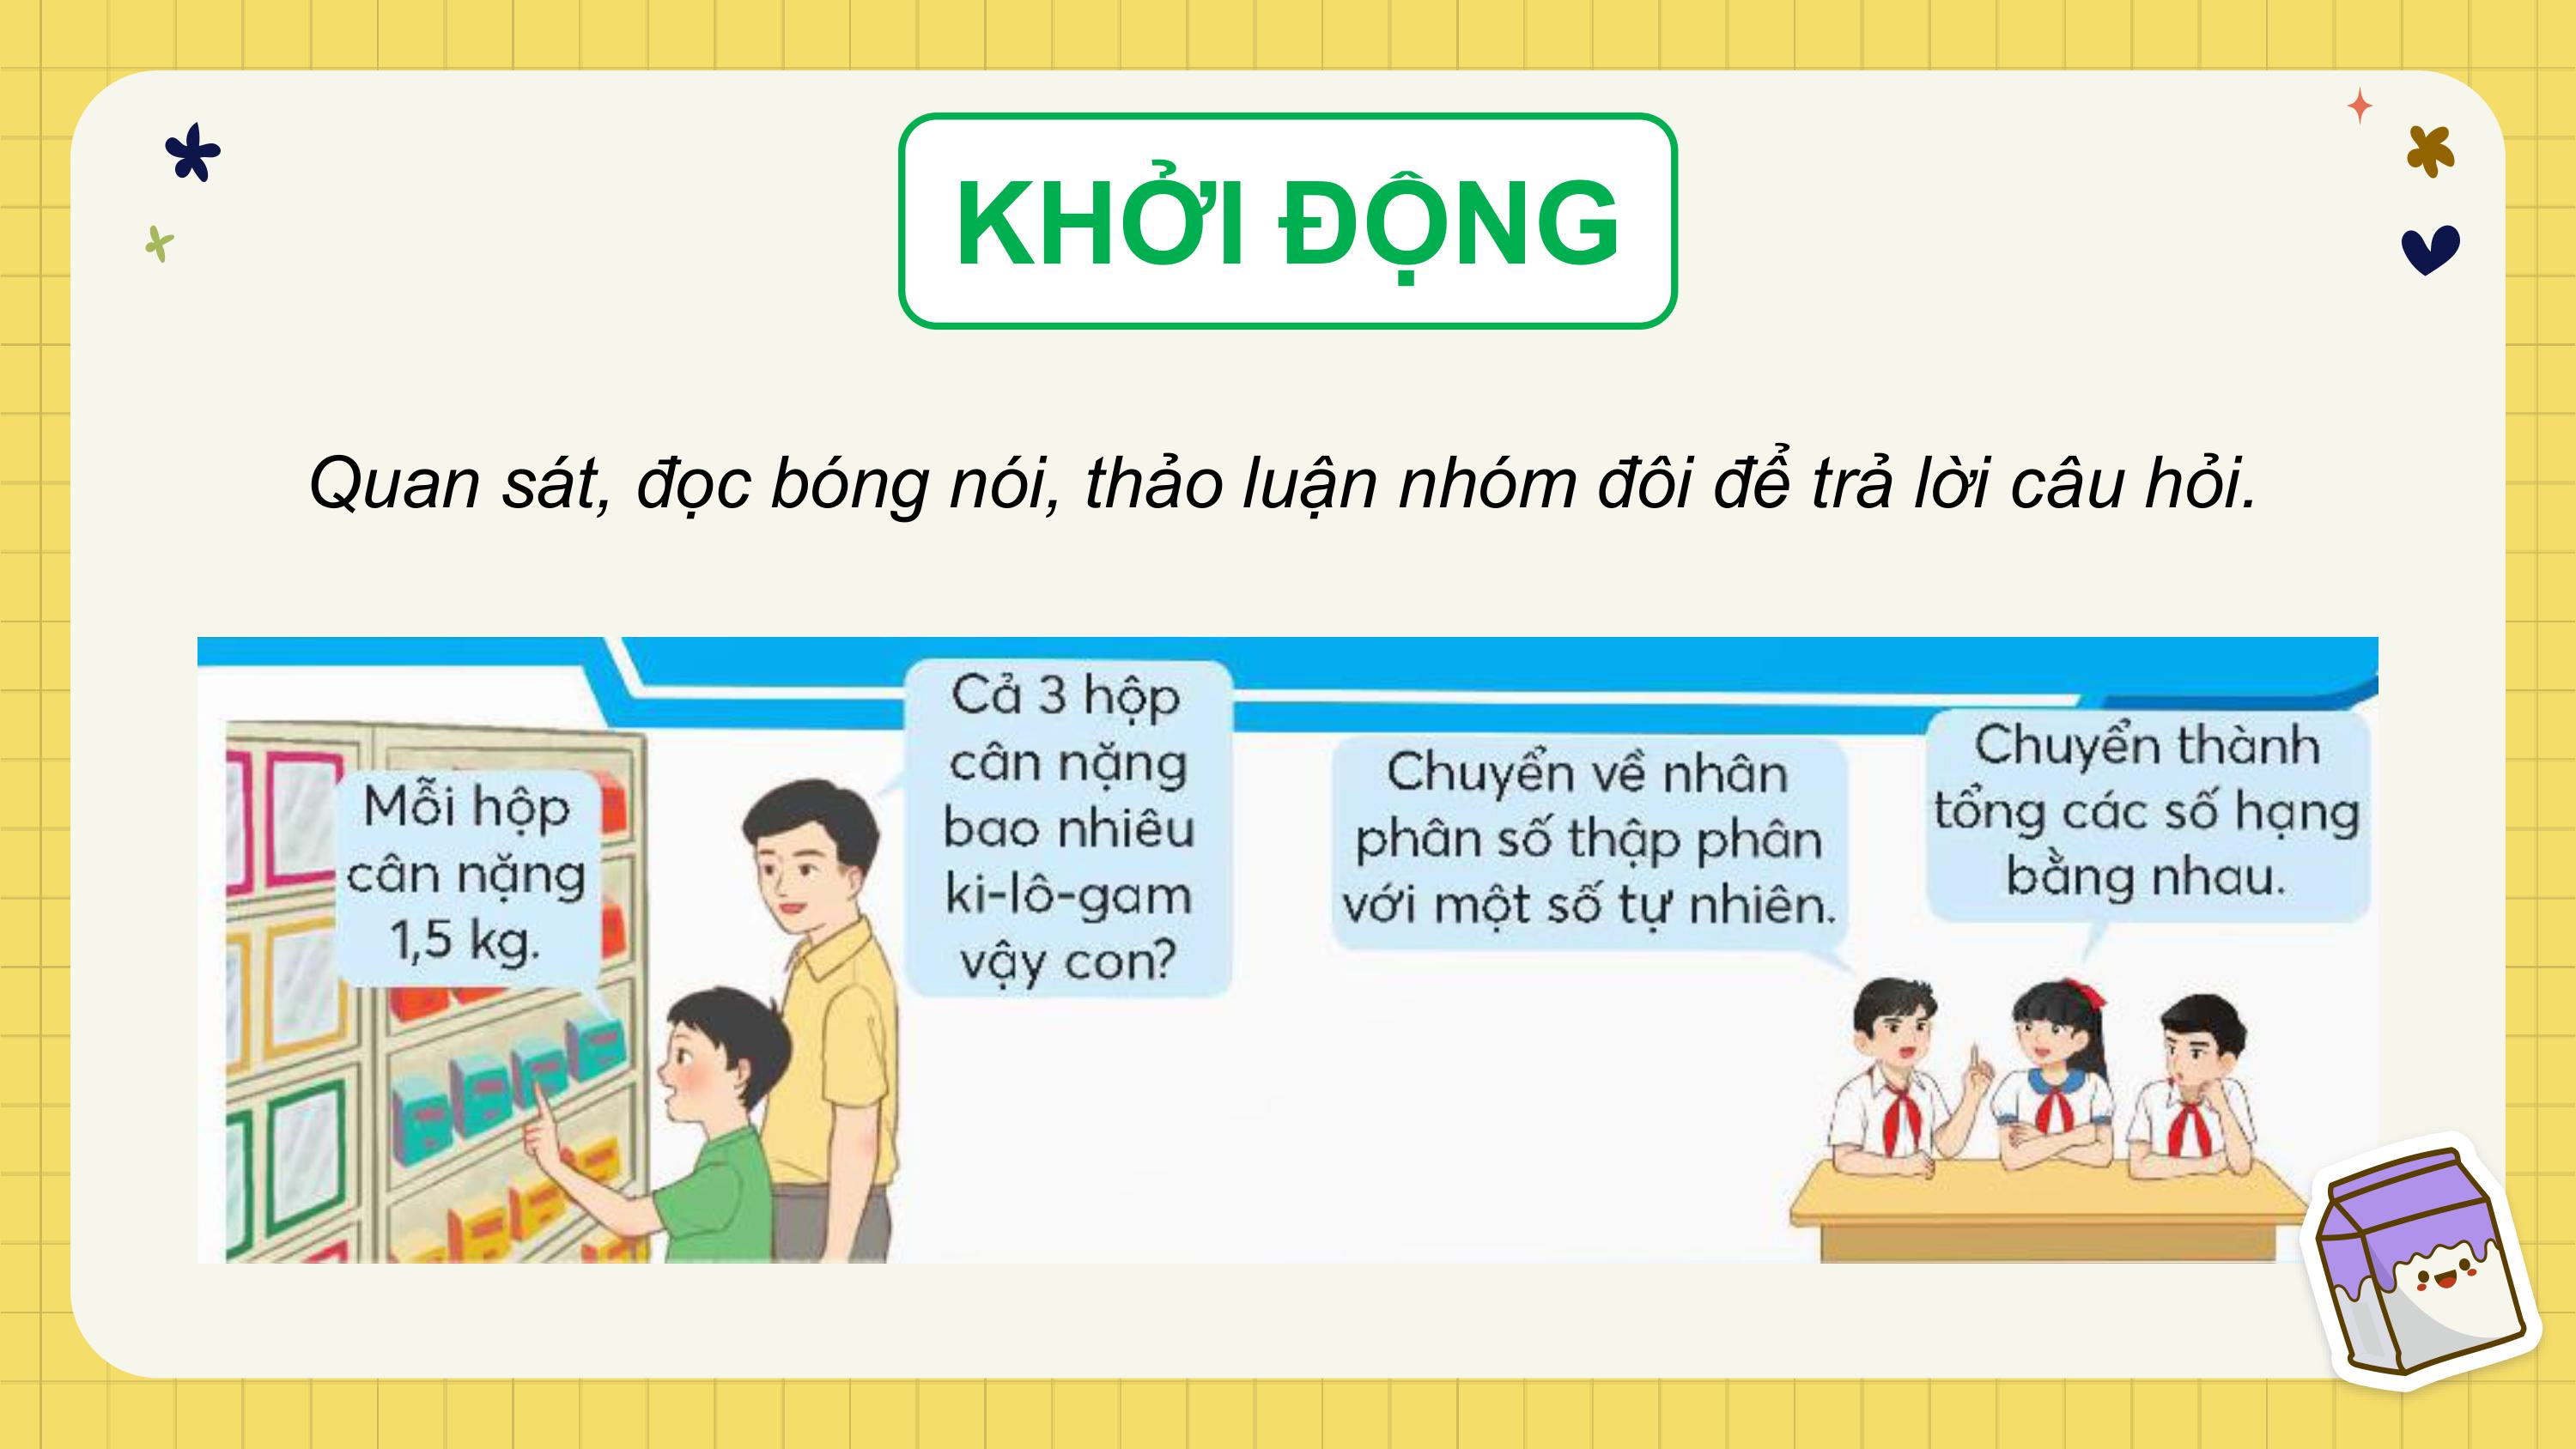 KHỞI ĐỘNG
Quan sát, đọc bóng nói, thảo luận nhóm đôi để trả lời câu hỏi.
Mỗi hộp
cân nặng
1,5 kg.
Cả 3 hộp
cân nặng
bao nhiêu
ki-lô-gam
vậy con?
Chuyển về nhân
phân số thập phân
với một số tự nhiên.
Chuyển thành
tổng các số hạng
bằng nhau.